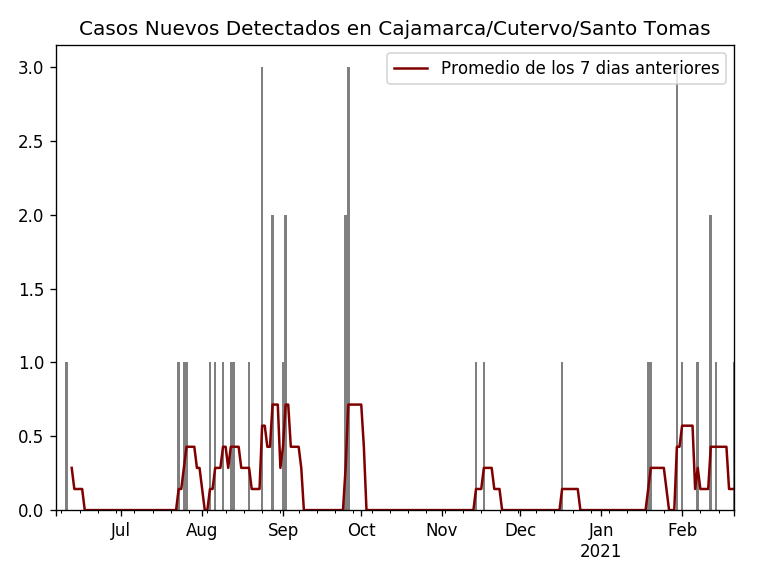 Casos Nuevos Detectados en Cajamarca/Cutervo/Santo Tomas
Promedio de los 7 dias anteriores
3.0
2.5
2.0
1.5
1.0
0.5
0.0
Jul Aug Sep Oct Nov Dec Jan Feb
2021